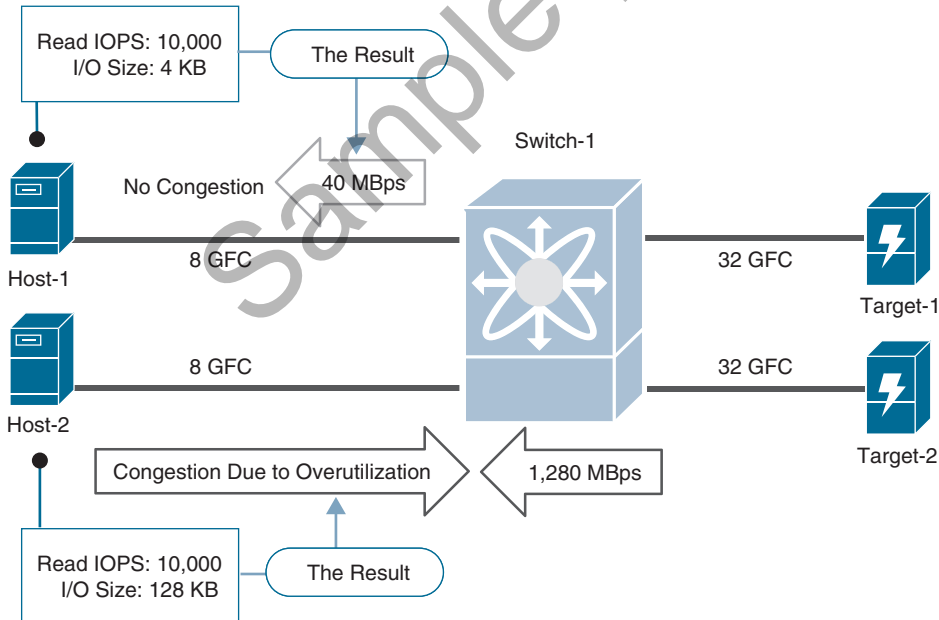 Read IOPS: 10,000
I/O Size: 4 KB
The Result
Switch-1
No Congestion
40 MBps
8 GFC
32 GFC
Host-1
Target-1
8 GFC
32 GFC
Host-2
Target-2
Congestion Due to Overutilization
1,280 MBps
Read IOPS: 10,000
I/O Size: 128 KB
The Result
Sample